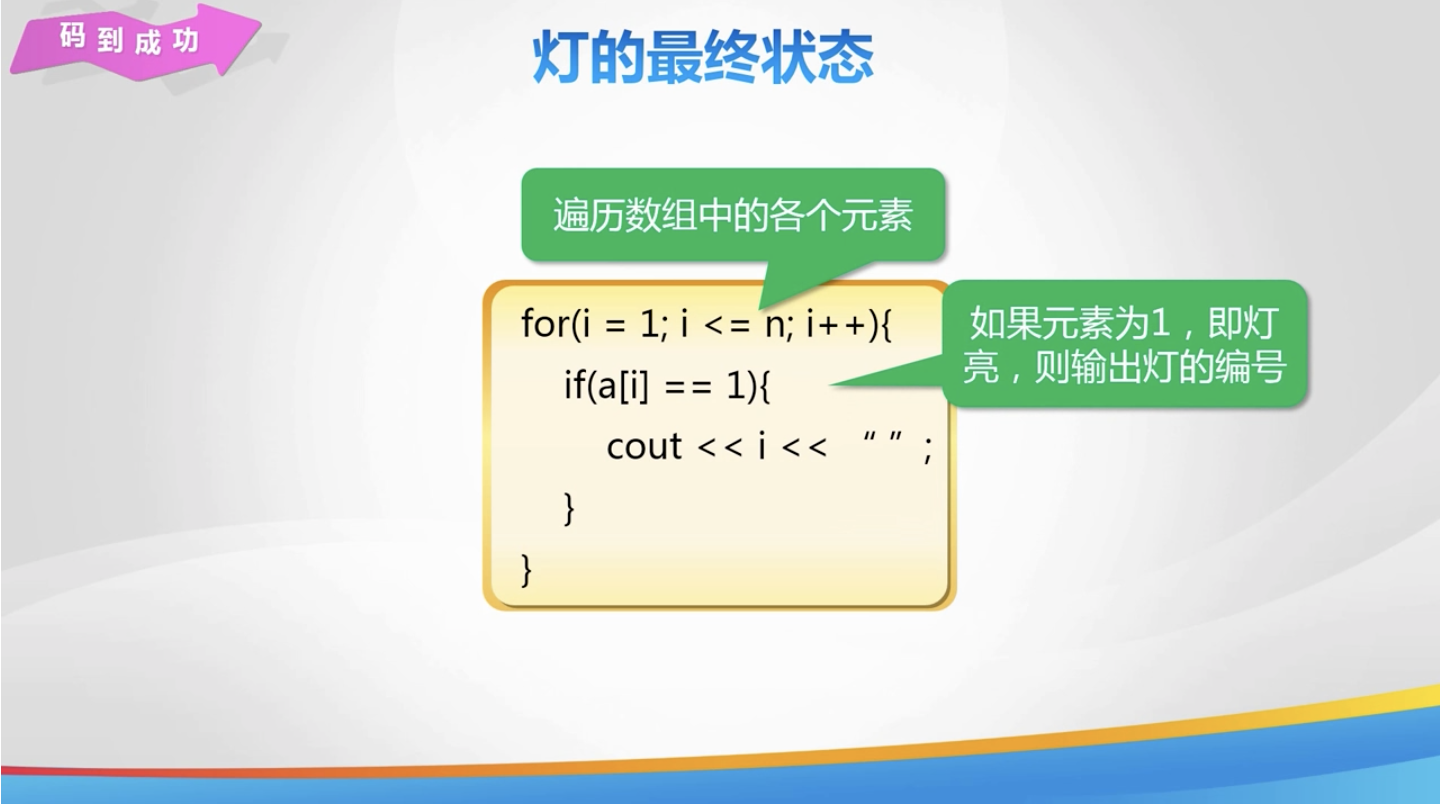 码到成功
灯的最终状态
遍历数组中的各个元素
for(i = 1; i <= n; i++){
如果元素为1，即灯
亮，则输出灯的编号
if(a[i] == 1){
cout << i << “ ” ;
}
}